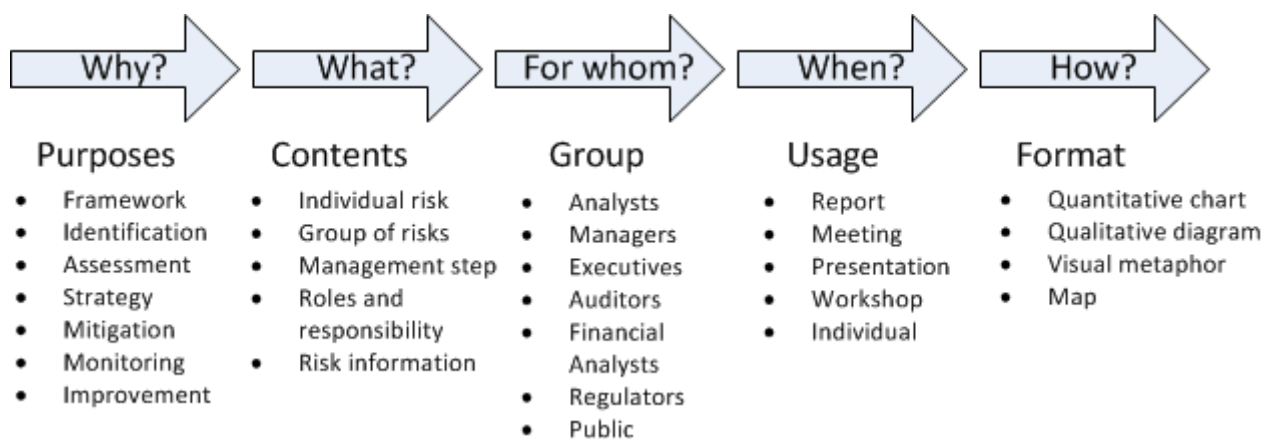 Why?
What?
For whom?
When?
How?
Purposes
• Framework
• Identification
• Assessment
• Strategy
• Mitigation
• Monitoring
• Improvement
Contents
• Individual risk
• Group of risks
• Management step
• Roles and
responsibility
• Risk information
Group
• Analysts
• Managers
• Executives
• Auditors
• Financial
Analysts
• Regulators
• Public
Usage
• Report
• Meeting
• Presentation
• Workshop
• Individual
Format
• Quantitative chart
• Qualitative diagram
• Visual metaphor
• Map